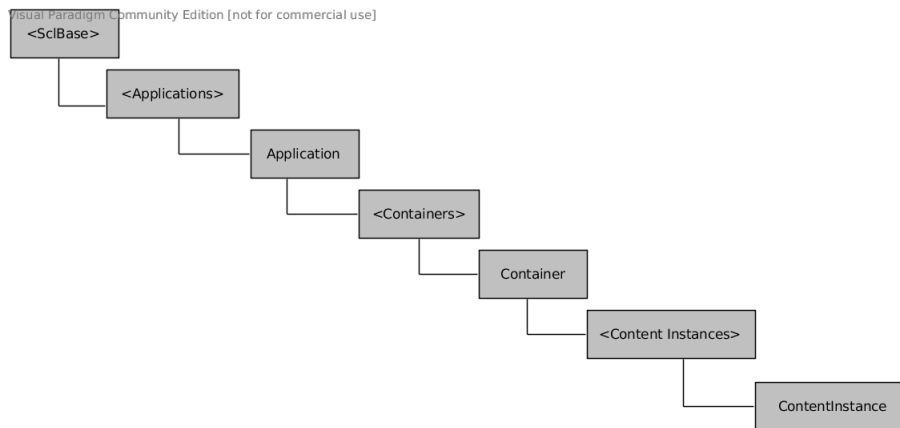 Visual Paradigm Community Edition [not for commercial use]
<SclBase>
<Applications>
Application
<Containers>
Container
<Content Instances>
ContentInstance